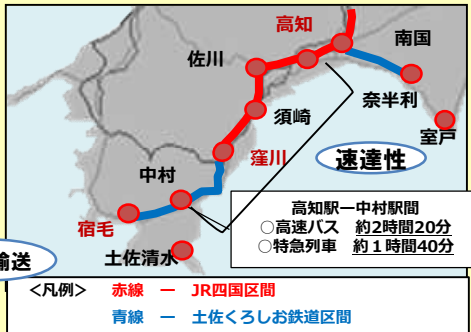 高知
南国
佐川
奈半利
須崎
室戸
窪川
速達性
中村
高知駅ー中村駅間
○高速バス 約2時間20分
○特急列車 約１時間40分
宿毛
輸送
土佐清水
<凡例> 赤線 ー JR四国区間
青線 ー 土佐くろしお鉄道区間